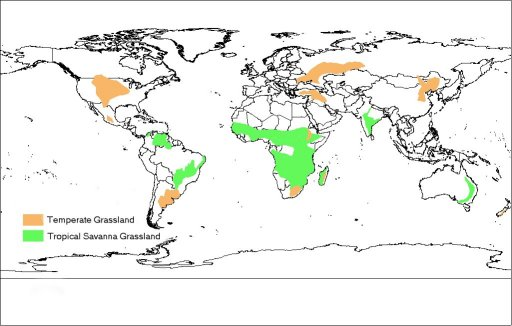 Temperate Grassland
Tropical Savanna Grassland